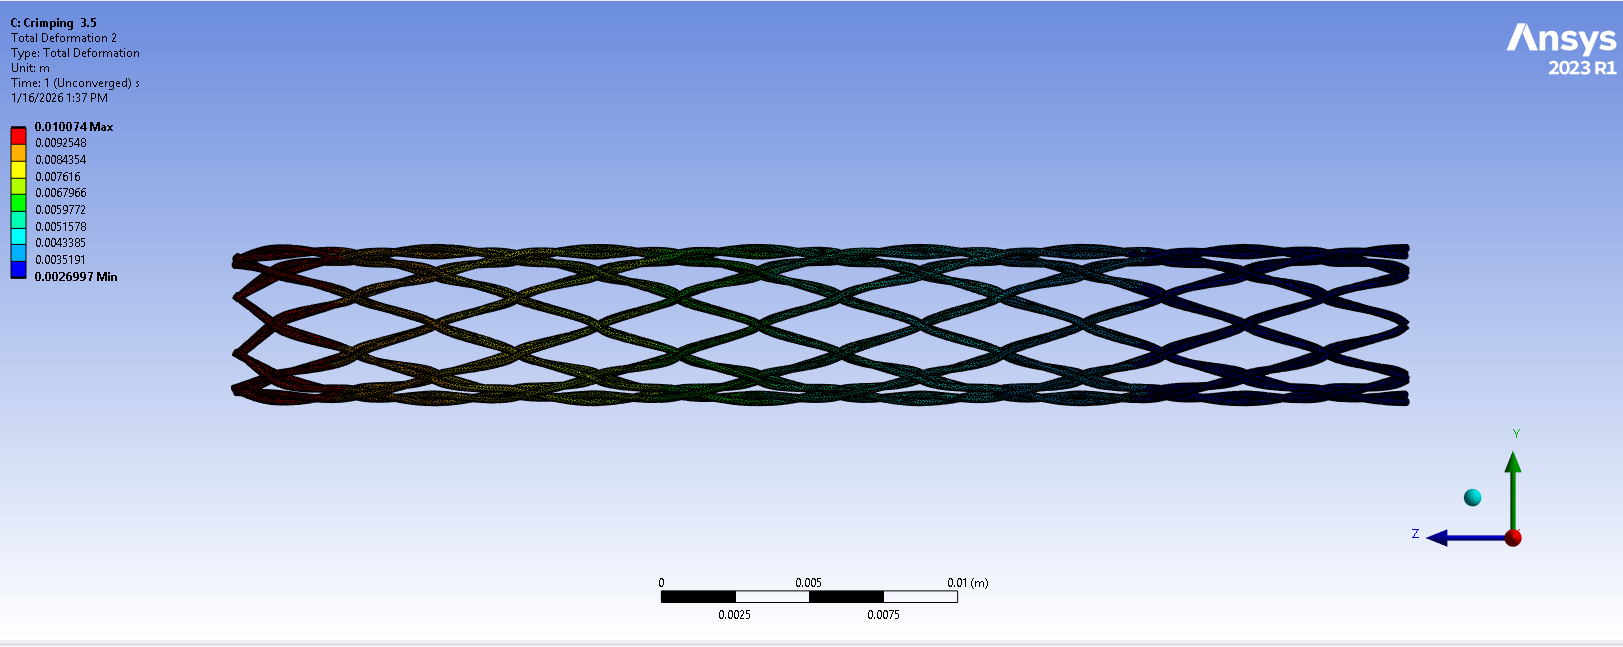 C: Crimping 3.5
Total Deformation 2
Type: Total Deformation
Unit: m
Time: 1 (Unconverged) s
1/16/2026 1:37 PM
0.010074 Max
0.0092548
0.0084354
0.007616
0.0067966
0.0059772
0.0051578
0.0043385
0.0035191
0.0026997 Min
Ansys
2023 R1
Y
Z
0 0.005 0.01 (m)
0.0025 0.0075